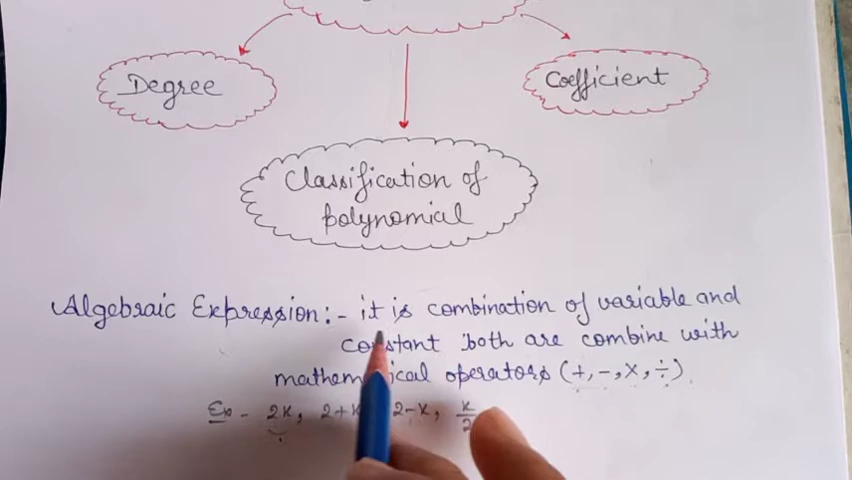 Degree
Coefficient
Classification of
polynomial
Algebraic Expression:- it is combination of variable and
constant both are combine with
mathematical operators (+, -, x, ÷)
Ex - 2x, 2+x, 2-x, x/2